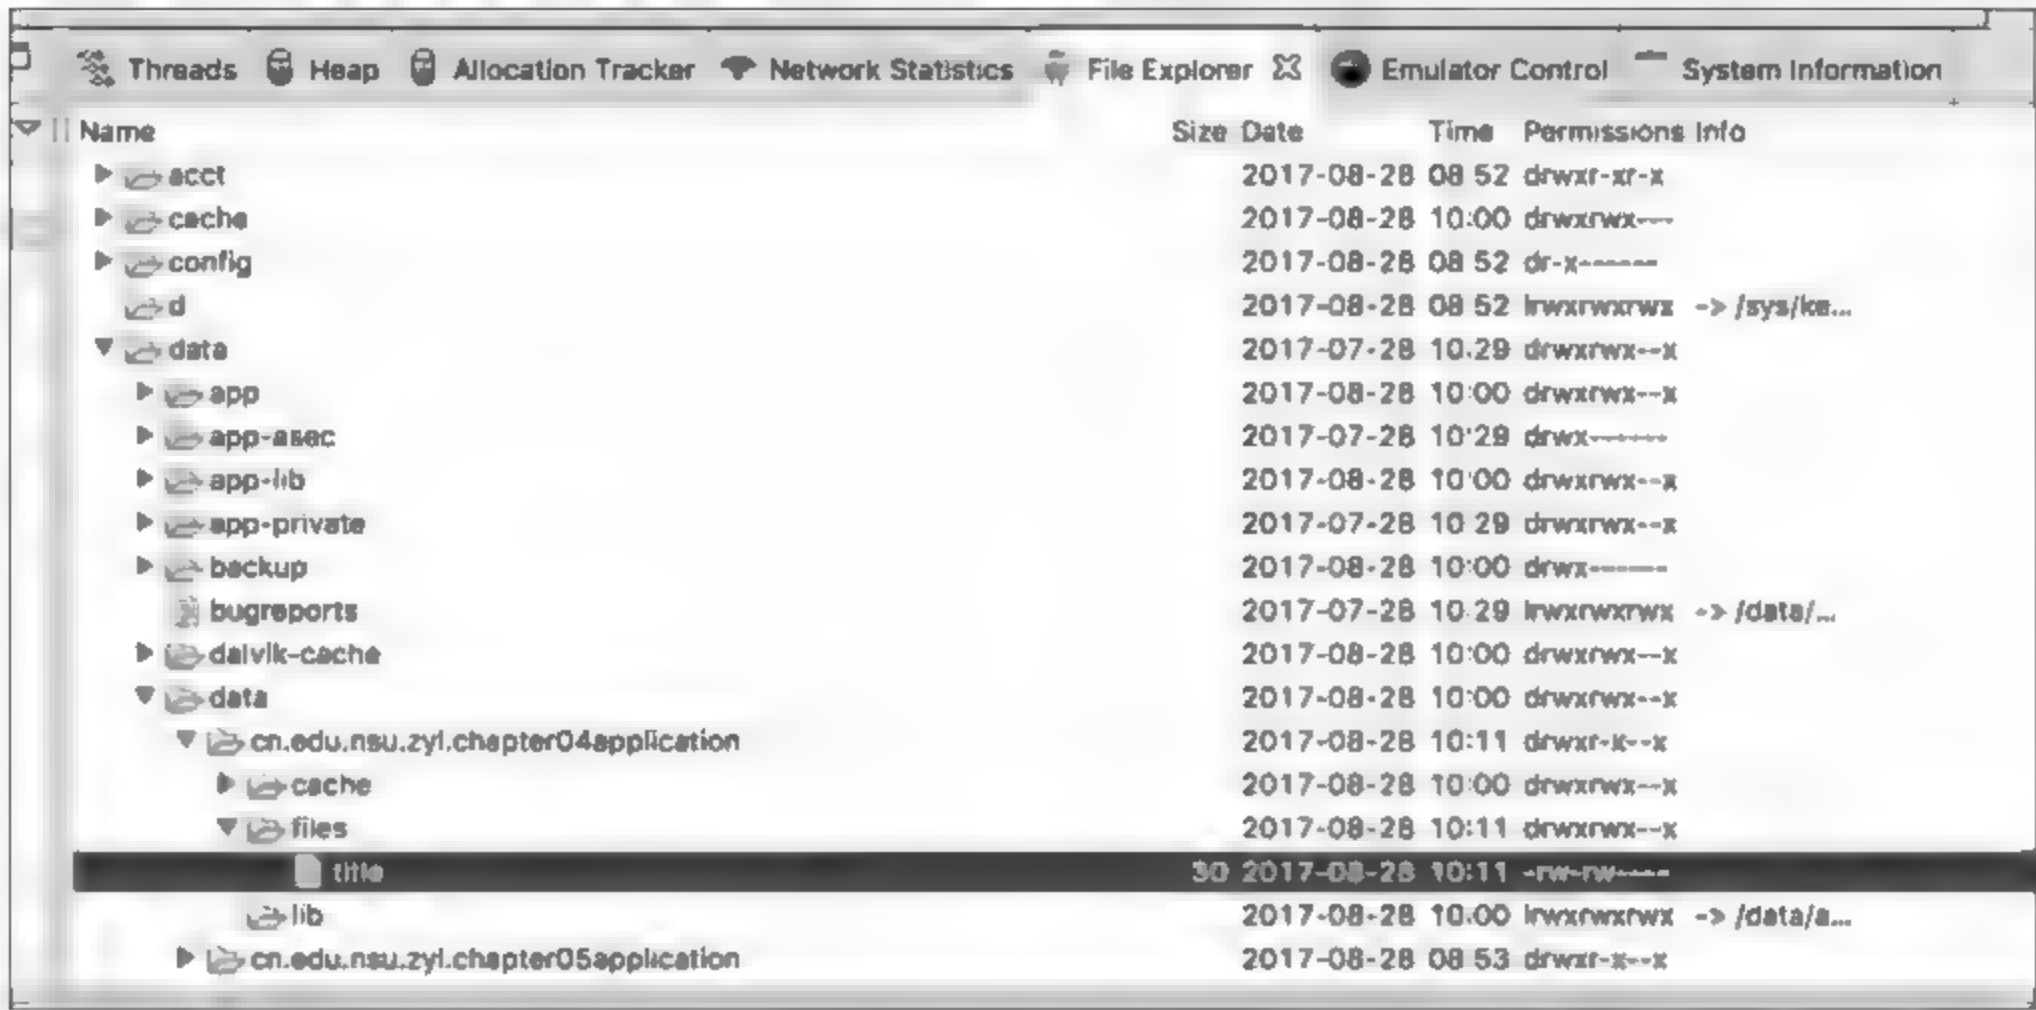 Threads Heap Allocation Tracker Network Statistics File Explorer Emulator Control System Information
Name Size Date Time Permissions Info
acct 2017-08-28 08:52 drwxr-xr-x
cache 2017-08-28 10:00 drwxrwx---
config 2017-08-28 08:52 dr-x------
d 2017-08-28 08:52 lrwxrwxrwx -> /sys/ke...
data 2017-07-28 10:29 drwxrwx--x
app 2017-08-28 10:00 drwxrwx--x
app-asec 2017-07-28 10:29 drwx------
app-lib 2017-08-28 10:00 drwxrwx--x
app-private 2017-07-28 10:29 drwxrwx--x
backup 2017-08-28 10:00 drwx------
bugreports 2017-07-28 10:29 lrwxrwxrwx -> /data/...
dalvik-cache 2017-08-28 10:00 drwxrwx--x
data 2017-08-28 10:00 drwxrwx--x
cn.edu.nsu.zyl.chapter04application 2017-08-28 10:11 drwxr-x--x
cache 2017-08-28 10:00 drwxrwx--x
files 2017-08-28 10:11 drwxrwx--x
title 30 2017-08-28 10:11 -rw-rw----
lib 2017-08-28 10:00 lrwxrwxrwx -> /data/a...
cn.edu.nsu.zyl.chapter05application 2017-08-28 08:53 drwxr-x--x